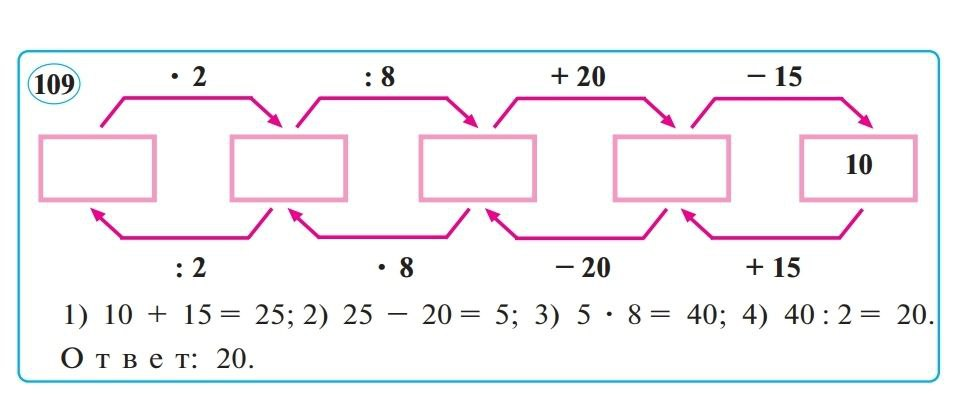 109
· 2 : 8 + 20 − 15
10
: 2 · 8 − 20 + 15
1) 10 + 15 = 25; 2) 25 − 20 = 5; 3) 5 · 8 = 40; 4) 40 : 2 = 20.
Ответ: 20.